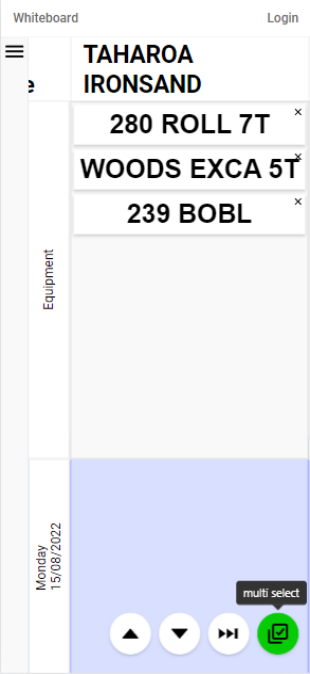 Whiteboard
Login
e
TAHAROA
IRONSAND
280 ROLL 7T
WOODS EXCA 5T
239 BOBL
Equipment
Monday
15/08/2022
multi select